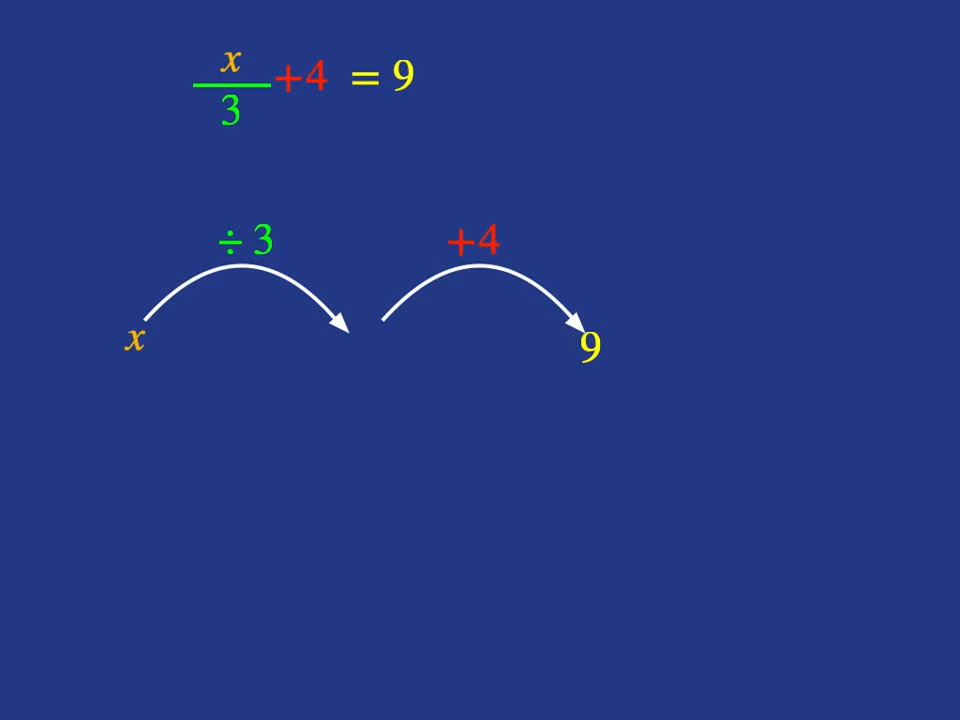 x/3 +4 = 9
÷ 3 +4
x 9